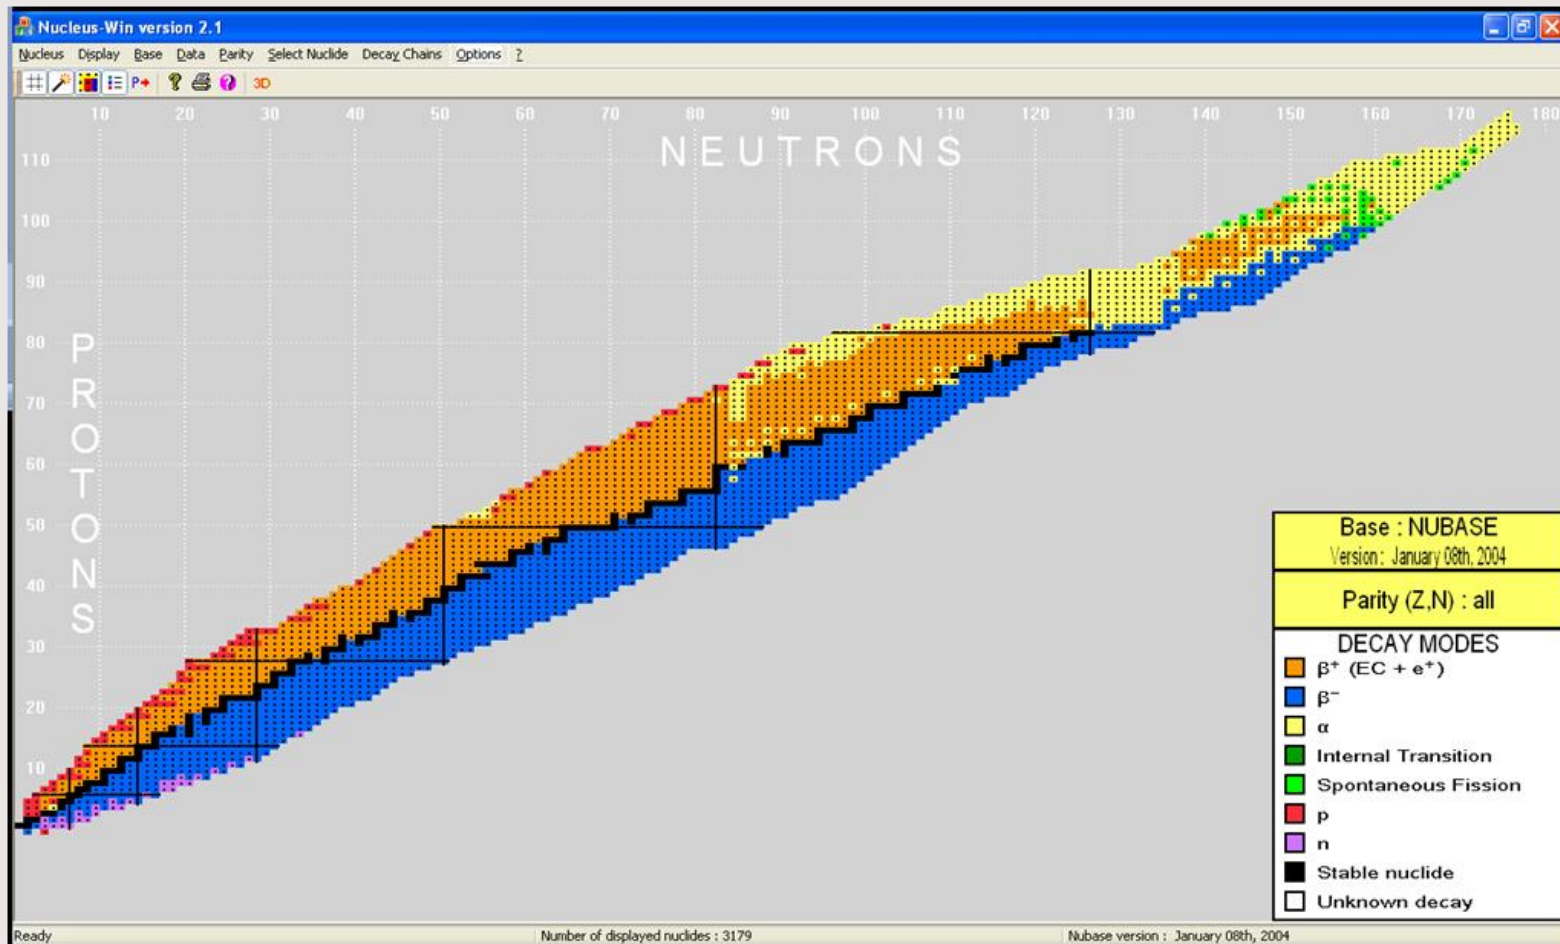 Nucleus-Win version 2.1
Nucleus Display Base Data Parity Select Nuclide Decay Chains Options ?
P 3D
10 20 30 40 50 60 70 80 90 100 110 120 130 140 150 160 170 180
NEUTRONS
110
100
90
80
70
60
50
40
30
20
10
PROTONS
Base : NUBASE
Version : January 08th, 2004
Parity (Z,N) : all
DECAY MODES
β⁺ (EC + e⁺)
β⁻
α
Internal Transition
Spontaneous Fission
p
n
Stable nuclide
Unknown decay
Ready Number of displayed nuclides : 3179 Nubase version : January 08th, 2004